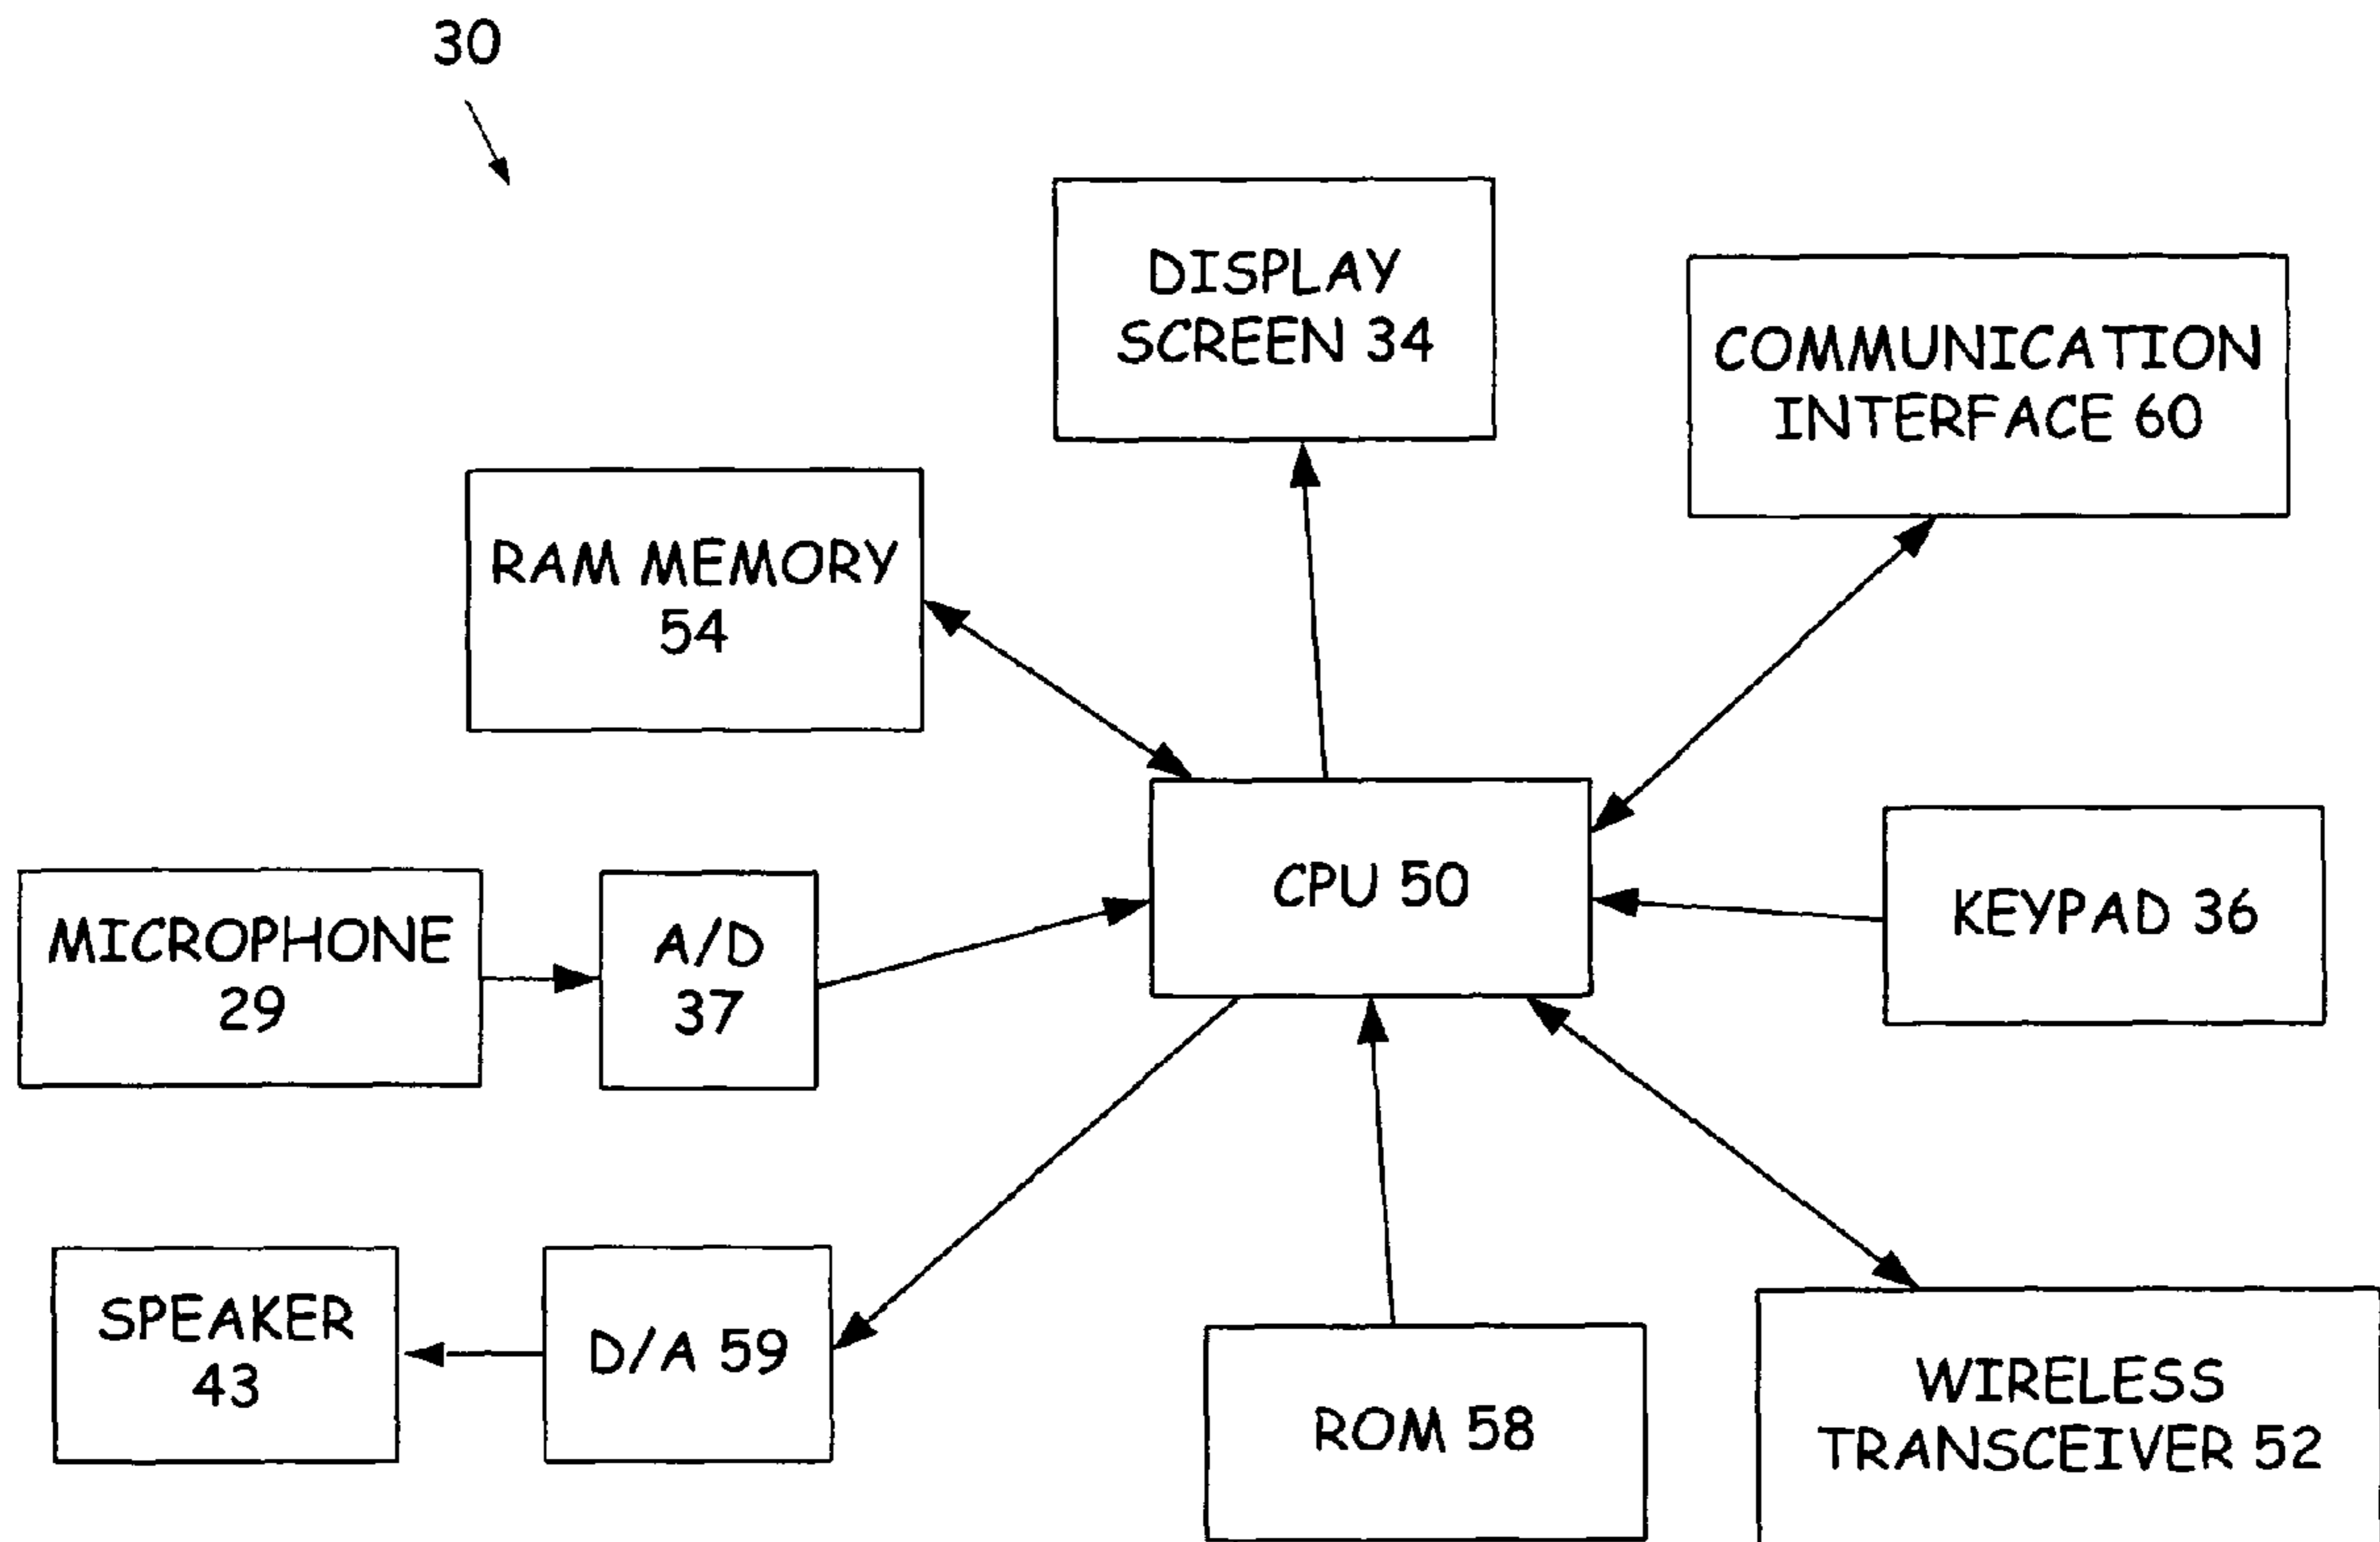 30
DISPLAY
SCREEN 34
COMMUNICATION
INTERFACE 60
RAM MEMORY
54
CPU 50
KEYPAD 36
MICROPHONE
29
A/D
37
SPEAKER
43
D/A 59
ROM 58
WIRELESS
TRANSCEIVER 52